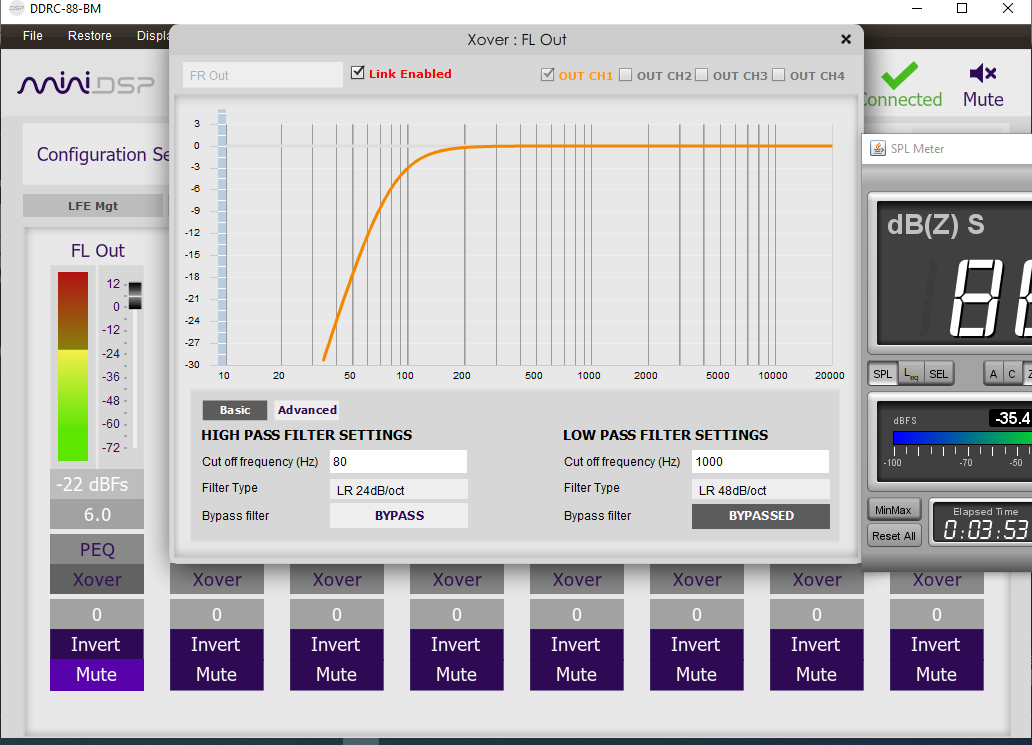 DDRC-88-BM
File Restore
Xover : FL Out
FR Out
Link Enabled
OUT CH1 OUT CH2 OUT CH3 OUT CH4
miniDSP
Connected
Mute
SPL Meter
dB(Z) S
Configuration
LFE Mgt
FL Out
12
0
-12
-24
-36
-48
-60
-72
-22 dBFs
6.0
PEQ
Xover
3
0
-3
-6
-9
-12
-15
-18
-21
-24
-27
-30
10 20 50 100 200 500 1000 2000 5000 10000 20000
Basic Advanced
HIGH PASS FILTER SETTINGS
Cut off frequency (Hz) 80
Filter Type LR 24dB/oct
Bypass filter BYPASS
LOW PASS FILTER SETTINGS
Cut off frequency (Hz) 1000
Filter Type LR 48dB/oct
Bypass filter BYPASSED
SPL Leq SEL A C
dBFS -35.4
-100 -70 -50
MinMax
Reset All
Elapsed Time
0:03:53
Xover Xover Xover Xover Xover Xover Xover
0 0 0 0 0 0 0 0
Invert Invert Invert Invert Invert Invert Invert Invert
Mute Mute Mute Mute Mute Mute Mute Mute